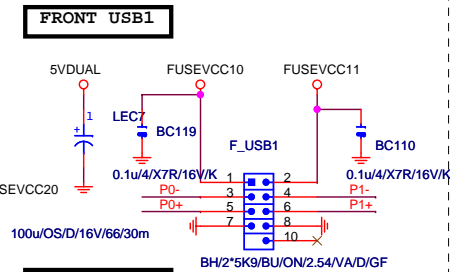 FRONT USB1
5VDUAL
FUSEVCC10
FUSEVCC11
1
+
LEC7
BC119
F_USB1
BC110
0.1u/4/X7R/16V/K
0.1u/4/X7R/16V/K
1 2
P0- 3 4 P1-
P0+ 5 6 P1+
7 8
10
SEVCC20
100u/OS/D/16V/66/30m
BH/2*5K9/BU/ON/2.54/VA/D/GF